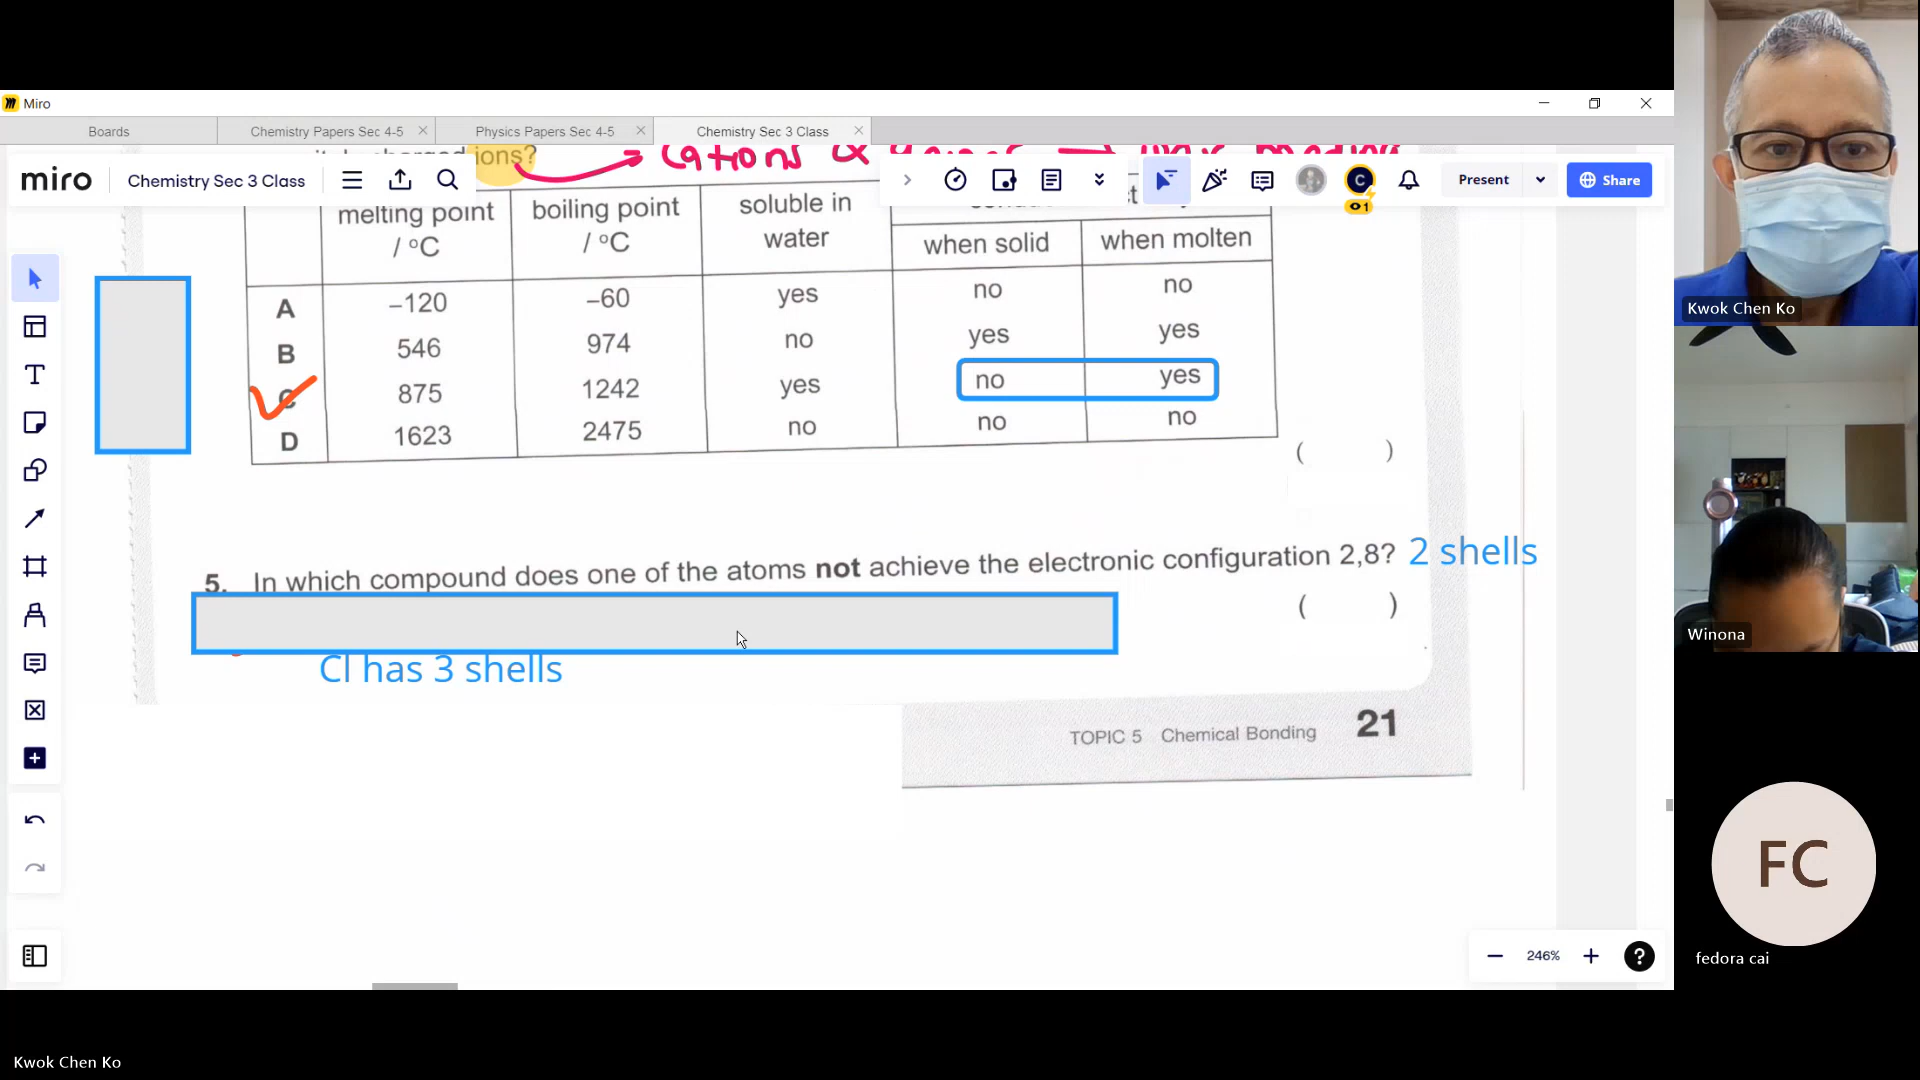 Miro
Boards
Chemistry Papers Sec 4-5
Physics Papers Sec 4-5
Chemistry Sec 3 Class
ions?
miro
Chemistry Sec 3 Class
C
1
Present
Share
melting point
/ °C
boiling point
/ °C
soluble in
water
when solid
when molten
A –120 –60 yes no no
B 546 974 no yes yes
C 875 1242 yes no yes
D 1623 2475 no no no
( )
5. In which compound does one of the atoms not achieve the electronic configuration 2,8? 2 shells
( )
Cl has 3 shells
TOPIC 5 Chemical Bonding 21
246%
?
Kwok Chen Ko
Winona
FC
fedora cai
Kwok Chen Ko